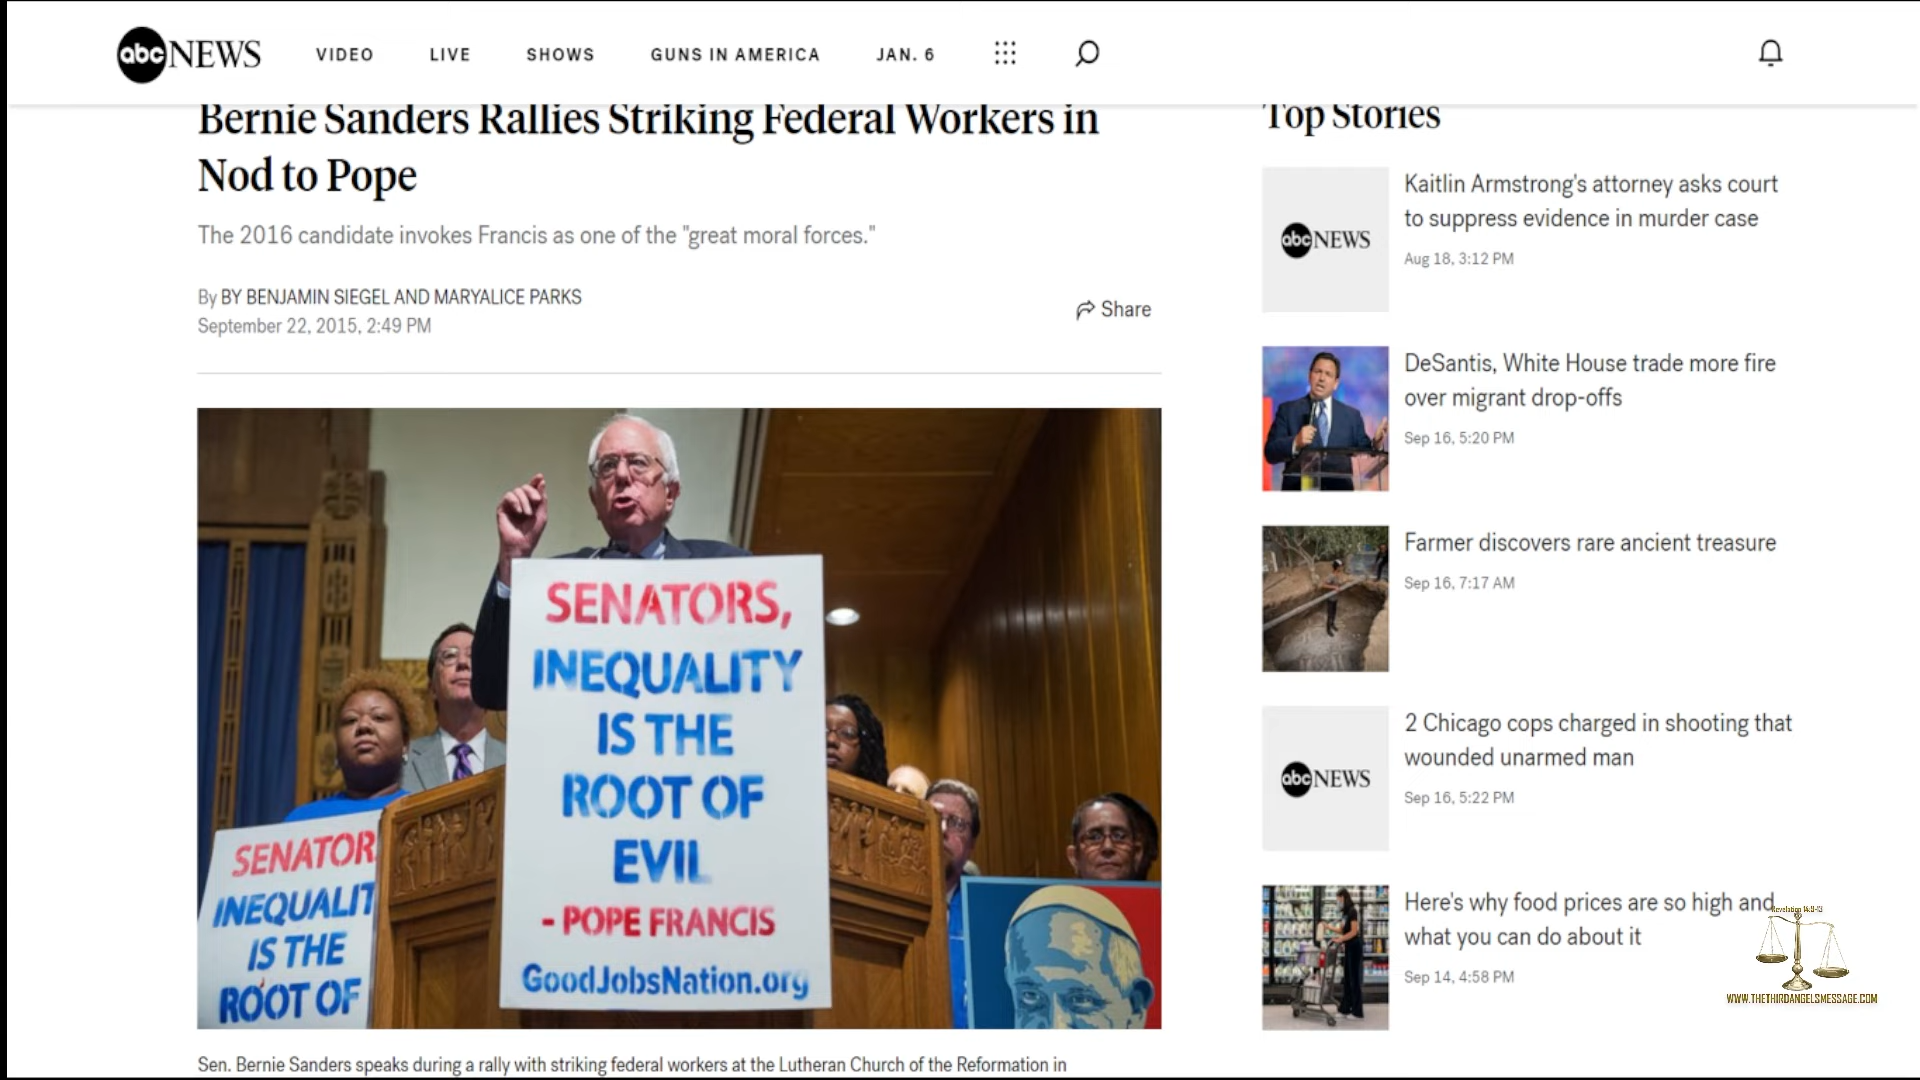 abc NEWS
VIDEO
LIVE
SHOWS
GUNS IN AMERICA
JAN. 6
Bernie Sanders Rallies Striking Federal Workers in
Nod to Pope
The 2016 candidate invokes Francis as one of the "great moral forces."
By BY BENJAMIN SIEGEL AND MARYALICE PARKS
September 22, 2015, 2:49 PM
Share
SENATORS,
INEQUALITY
IS THE
ROOT OF
EVIL
- POPE FRANCIS
GoodJobsNation.org
SENATOR
INEQUALIT
IS THE
ROOT OF
Sen. Bernie Sanders speaks during a rally with striking federal workers at the Lutheran Church of the Reformation in
Top Stories
abc NEWS
Kaitlin Armstrong's attorney asks court
to suppress evidence in murder case
Aug 18, 3:12 PM
DeSantis, White House trade more fire
over migrant drop-offs
Sep 16, 5:20 PM
Farmer discovers rare ancient treasure
Sep 16, 7:17 AM
abc NEWS
2 Chicago cops charged in shooting that
wounded unarmed man
Sep 16, 5:22 PM
Here's why food prices are so high and
what you can do about it
Sep 14, 4:58 PM
WWW.THETHIRDANGELSMESSAGE.COM